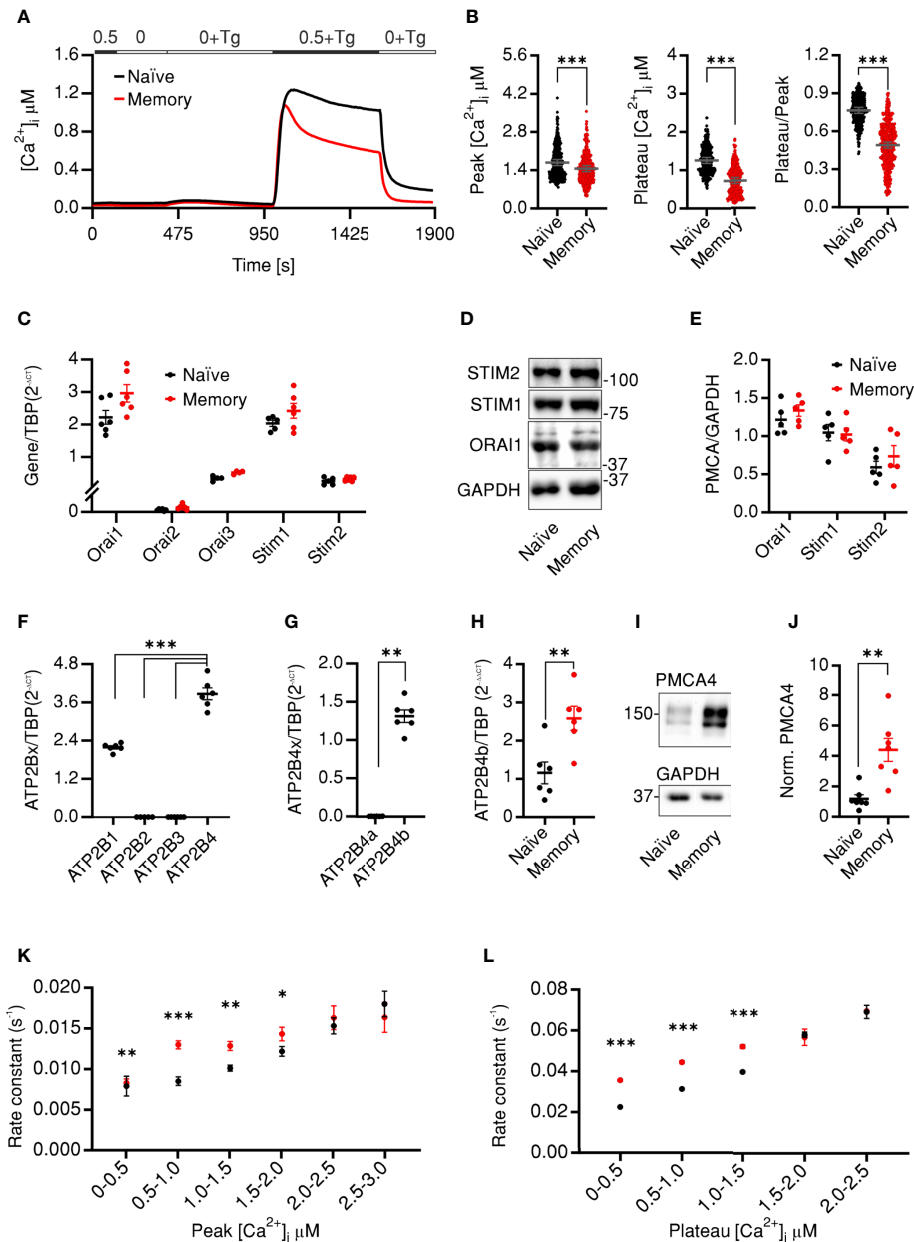 A
0.5 0 0+Tg 0.5+Tg 0+Tg
[Ca²⁺]ᵢ μM
1.6
1.2
0.8
0.4
0.0
Naïve
Memory
0 475 950 1425 1900
Time [s]
B
Peak [Ca²⁺]ᵢ μM
5.6
4.2
2.8
1.4
0.0
***
Naïve
Memory
Plateau [Ca²⁺]ᵢ μM
4
3
2
1
0
***
Naïve
Memory
Plateau/Peak
1.2
0.9
0.6
0.3
0.0
***
Naïve
Memory
C
Gene/TBP(2^-ΔCT)
4
3
2
0
Naïve
Memory
Orai1
Orai2
Orai3
Stim1
Stim2
D
STIM2 -100
STIM1 -75
ORAI1 -37
GAPDH -37
Naïve
Memory
E
PMCA/GAPDH
2.0
1.5
1.0
0.5
0.0
Naïve
Memory
Orai1
Stim1
Stim2
F
ATP2Bx/TBP(2^-ΔCT)
4.8
3.6
2.4
1.2
0.0
***
ATP2B1
ATP2B2
ATP2B3
ATP2B4
G
ATP2B4x/TBP(2^-ΔCT)
2.0
1.5
1.0
0.5
0.0
**
ATP2B4a
ATP2B4b
H
ATP2B4b/TBP (2^-ΔΔCT)
4
3
2
1
0
**
Naïve
Memory
I
PMCA4
150-
GAPDH
37-
Naïve
Memory
J
Norm. PMCA4
10
8
6
4
2
0
**
Naïve
Memory
K
Rate constant (s⁻¹)
0.020
0.015
0.010
0.005
0.000
** *** ** *
0-0.5
0.5-1.0
1.0-1.5
1.5-2.0
2.0-2.5
2.5-3.0
Peak [Ca²⁺]ᵢ μM
L
Rate constant (s⁻¹)
0.08
0.06
0.04
0.02
0.00
*** *** ***
0-0.5
0.5-1.0
1.0-1.5
1.5-2.0
2.0-2.5
Plateau [Ca²⁺]ᵢ μM